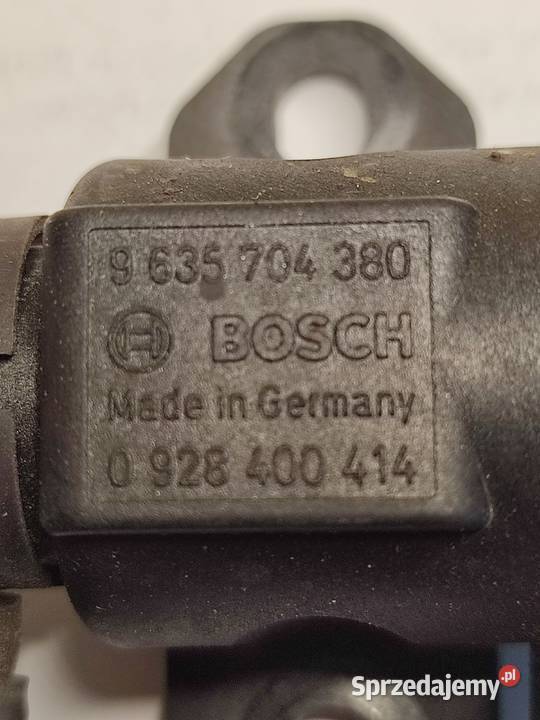 9 635 704 380
BOSCH
Made in Germany
0 928 400 414
Sprzedajemy.pl